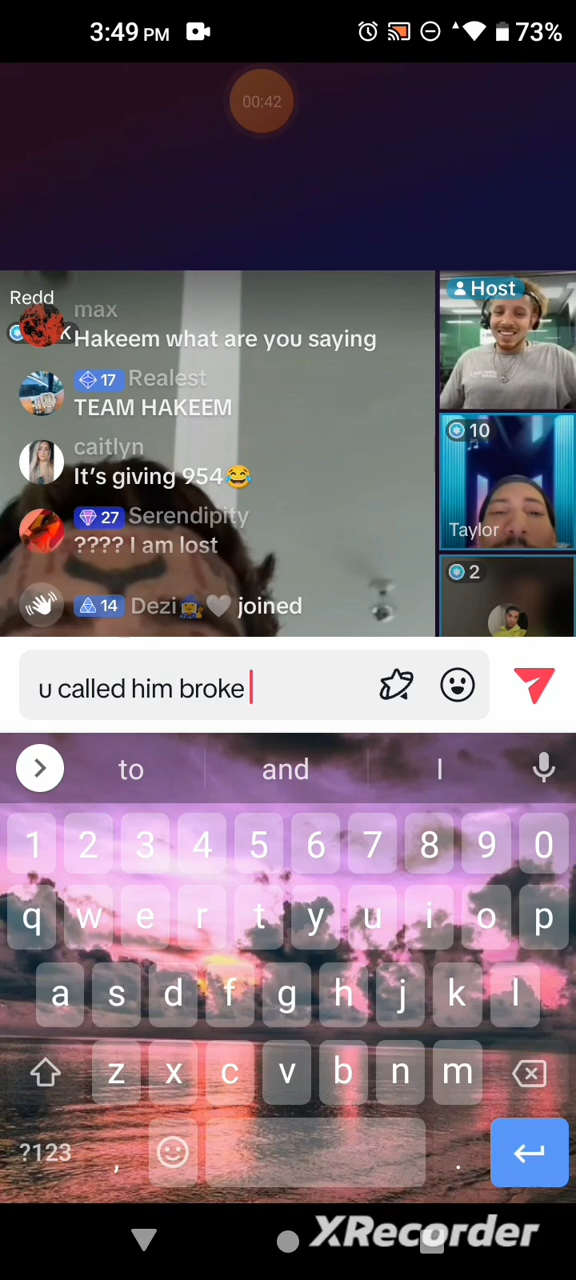 3:49 PM
73%
00:42
Redd
max
Hakeem what are you saying
17 Realest
TEAM HAKEEM
caitlyn
It's giving 954😂
27 Serendipity
???? I am lost
14 Dezi🧙‍♀️🤍 joined
Host
10
Taylor
2
u called him broke
to and I
1 2 3 4 5 6 7 8 9 0
q w e r t y u i o p
a s d f g h j k l
z x c v b n m
?123 , .
XRecorder